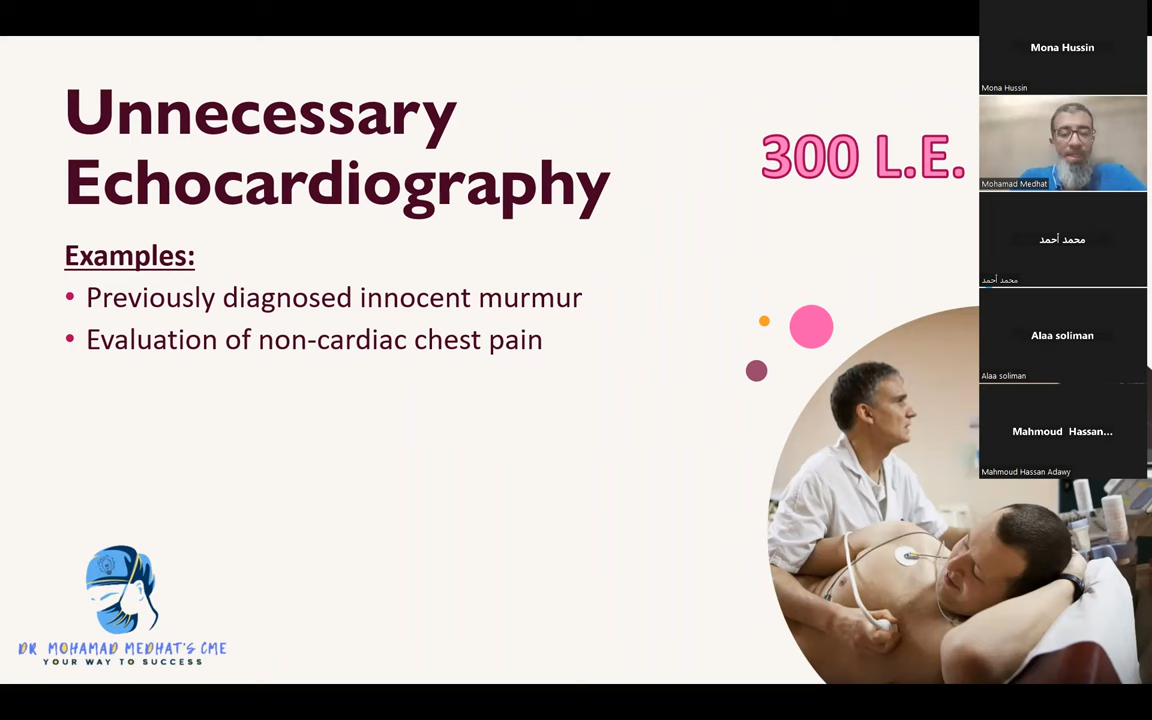 Unnecessary
Echocardiography
300 L.E.
Examples:
• Previously diagnosed innocent murmur
• Evaluation of non-cardiac chest pain
DR MOHAMAD MEDHAT'S CME
YOUR WAY TO SUCCESS
Mona Hussin
Mona Hussin
Mohamad Medhat
محمد أحمد
محمد أحمد
Alaa soliman
Alaa soliman
Mahmoud Hassan...
Mahmoud Hassan Adawy